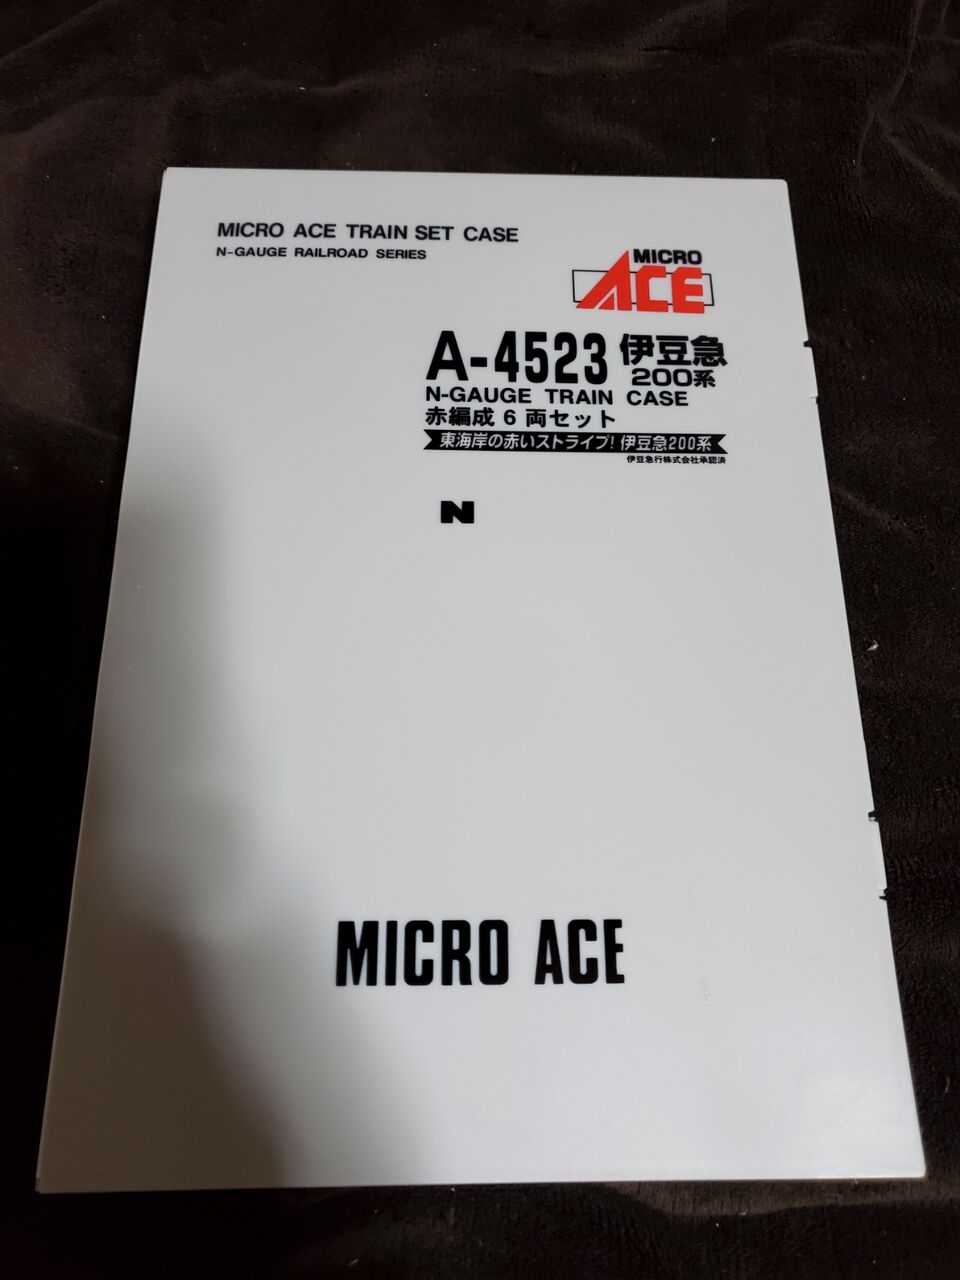 MICRO ACE TRAIN SET CASE
N-GAUGE RAILROAD SERIES
MICRO
ACE
A-4523 伊豆急
200系
N-GAUGE TRAIN CASE
赤編成6両セット
東海岸の赤いストライプ! 伊豆急200系
伊豆急行株式会社承認済
N
MICRO ACE